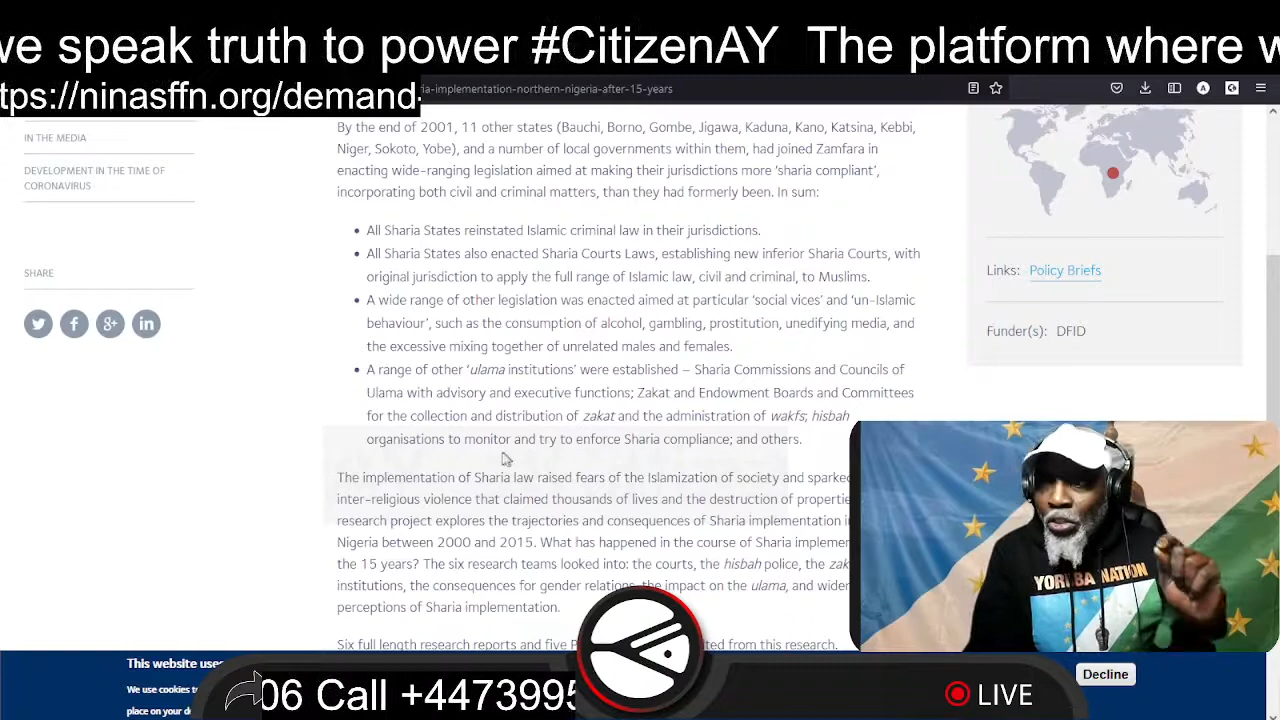 we speak truth to power #CitizenAY The platform where w
ttps://ninasffn.org/demand-
ria-implementation-northern-nigeria-after-15-years
IN THE MEDIA
DEVELOPMENT IN THE TIME OF
CORONAVIRUS
SHARE
By the end of 2001, 11 other states (Bauchi, Borno, Gombe, Jigawa, Kaduna, Kano, Katsina, Kebbi,
Niger, Sokoto, Yobe), and a number of local governments within them, had joined Zamfara in
enacting wide-ranging legislation aimed at making their jurisdictions more 'sharia compliant',
incorporating both civil and criminal matters, than they had formerly been. In sum:
• All Sharia States reinstated Islamic criminal law in their jurisdictions.
• All Sharia States also enacted Sharia Courts Laws, establishing new inferior Sharia Courts, with
original jurisdiction to apply the full range of Islamic law, civil and criminal, to Muslims.
• A wide range of other legislation was enacted aimed at particular 'social vices' and 'un-Islamic
behaviour', such as the consumption of alcohol, gambling, prostitution, unedifying media, and
the excessive mixing together of unrelated males and females.
• A range of other 'ulama institutions' were established – Sharia Commissions and Councils of
Ulama with advisory and executive functions; Zakat and Endowment Boards and Committees
for the collection and distribution of zakat and the administration of wakfs; hisbah
organisations to monitor and try to enforce Sharia compliance; and others.
The implementation of Sharia law raised fears of the Islamization of society and sparked
inter-religious violence that claimed thousands of lives and the destruction of propertie
research project explores the trajectories and consequences of Sharia implementation i
Nigeria between 2000 and 2015. What has happened in the course of Sharia implemen
the 15 years? The six research teams looked into: the courts, the hisbah police, the zak
institutions, the consequences for gender relations, the impact on the ulama, and wider
perceptions of Sharia implementation.
Six full length research reports and five P ted from this research.
Links: Policy Briefs
Funder(s): DFID
YORUBA NATION
This website uses
We use cookies to
place on your de
Decline
06 Call +4473995
LIVE